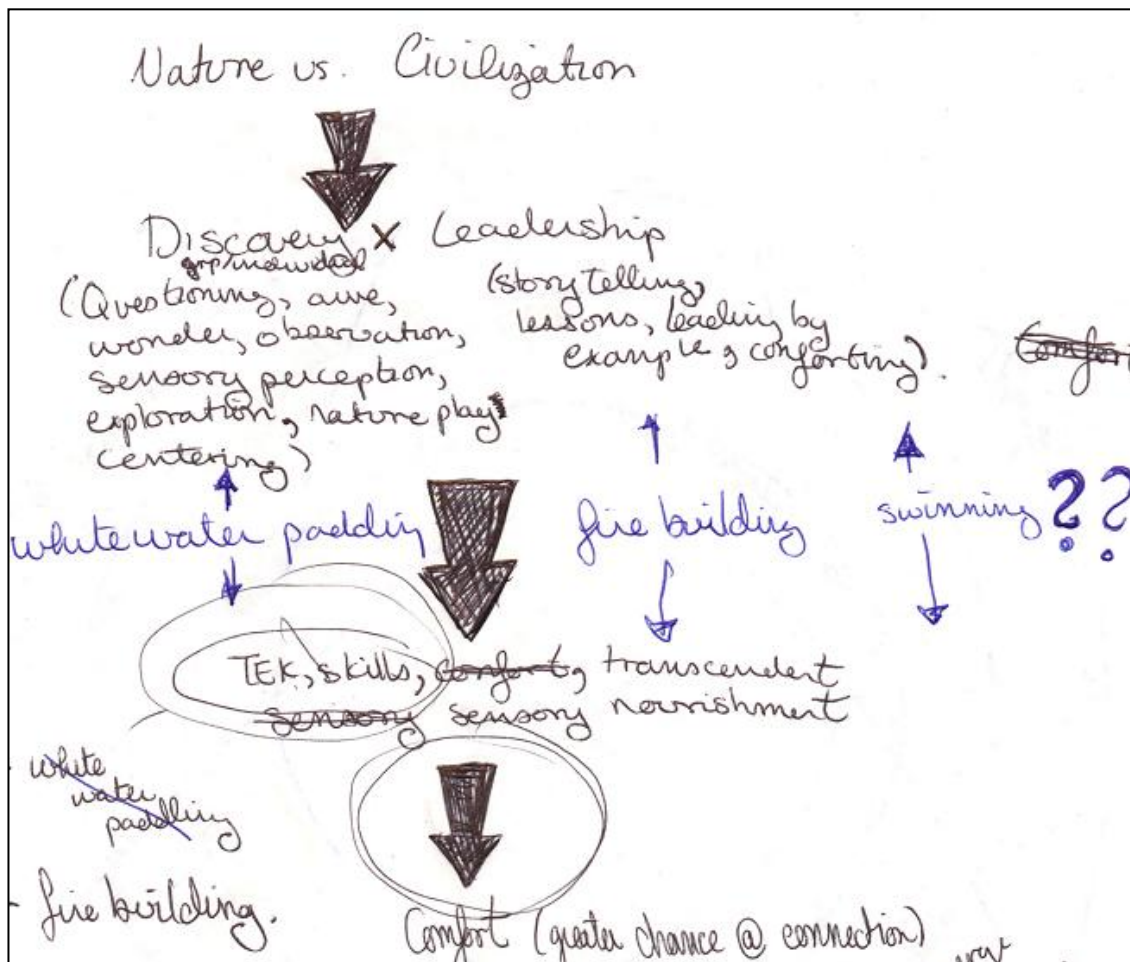 Nature vs. Civilization
Discovery x Leadership
grp/individual
(Questioning, awe,
wonder, observation,
sensory perception,
exploration, nature play
centering)
(story telling,
lessons, leading by
example, comforting).
whitewater paddlin
fire building
swimming ??
TEK, skills, comfort, transcendent
sensory sensory nourishment
white
water
paddling
- fire building.
Comfort (greater chance @ connection)